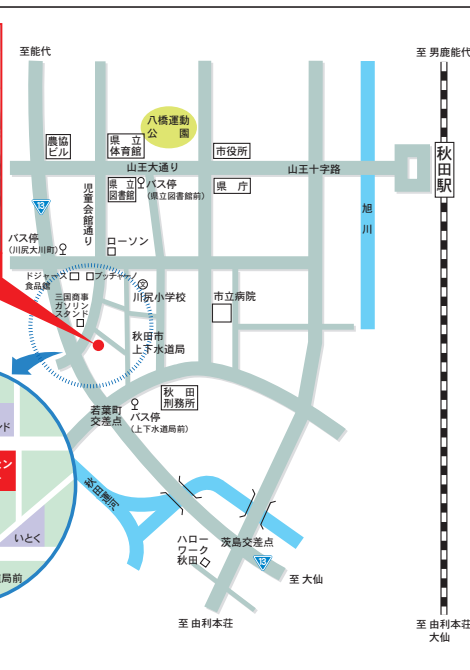 至能代
至 男鹿能代
八橋運動
公　園
農協
ビル
県 立
体育館
市役所
山王大通り
山王十字路
秋田駅
県 立
図書館
バス停
(県立図書館前)
県 庁
児童会館通り
13
旭川
バス停
(川尻大川町)
ローソン
ドジャース
食品館
ブッチャーノ
文
川尻小学校
三国商事
ガソリン
スタンド
市立病院
秋田市
上下水道局
秋 田
刑務所
若葉町
交差点
バス停
(上下水道局前)
ンド
セン
いとく
局前
秋田運河
ハロー
ワーク
秋田
茨島交差点
13
至 大仙
至 由利本荘
至 由利本荘
大仙